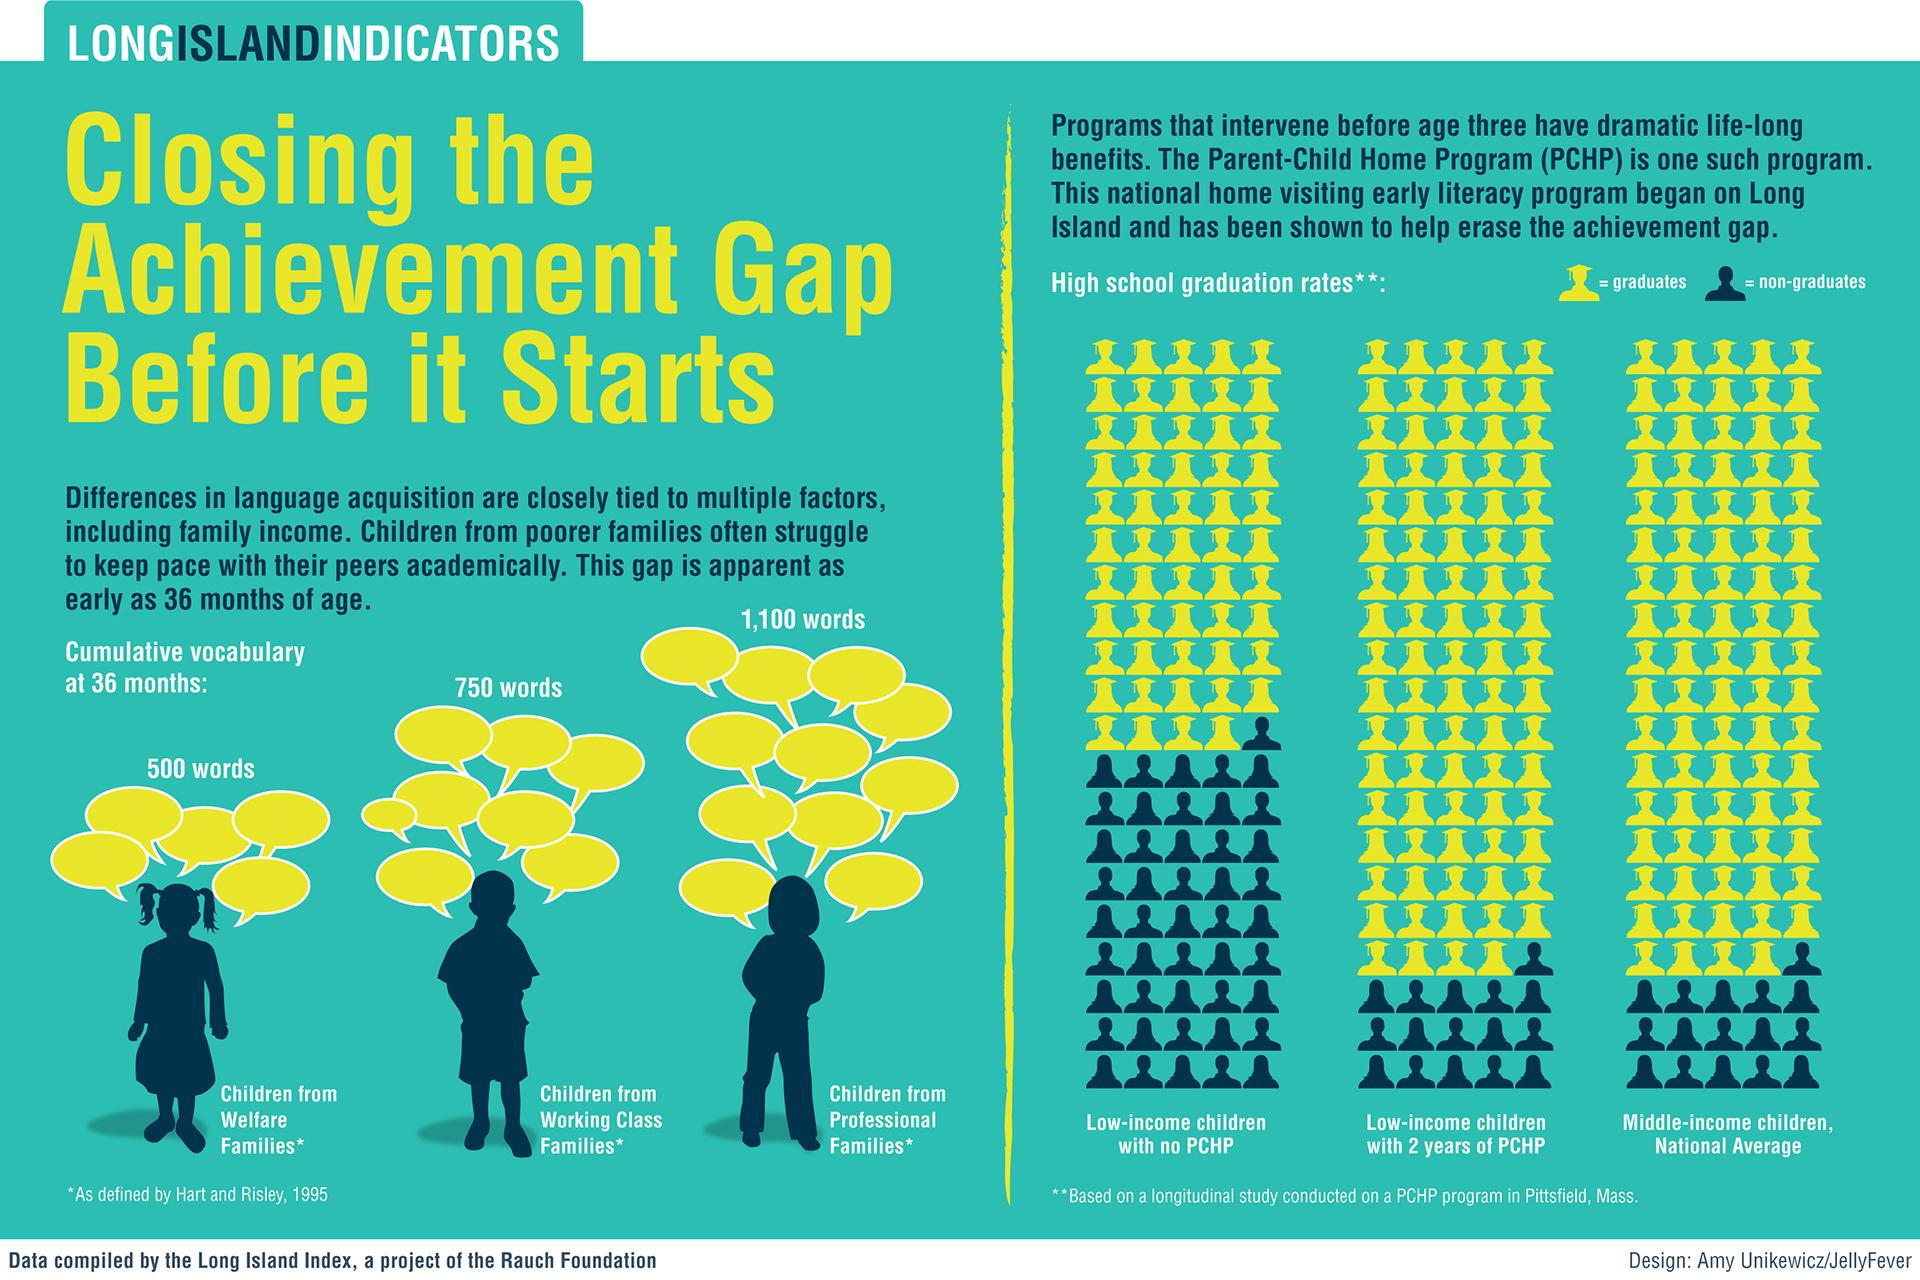 LONGISLANDINDICATORS
Closing the
Achievement Gap
Before it Starts
Differences in language acquisition are closely tied to multiple factors,
including family income. Children from poorer families often struggle
to keep pace with their peers academically. This gap is apparent as
early as 36 months of age.
Cumulative vocabulary
at 36 months:
500 words
750 words
1,100 words
Children from
Welfare
Families*
Children from
Working Class
Families*
Children from
Professional
Families*
*As defined by Hart and Risley, 1995
Programs that intervene before age three have dramatic life-long
benefits. The Parent-Child Home Program (PCHP) is one such program.
This national home visiting early literacy program began on Long
Island and has been shown to help erase the achievement gap.
High school graduation rates**:
= graduates
= non-graduates
Low-income children
with no PCHP
Low-income children
with 2 years of PCHP
Middle-income children,
National Average
**Based on a longitudinal study conducted on a PCHP program in Pittsfield, Mass.
Data compiled by the Long Island Index, a project of the Rauch Foundation
Design: Amy Unikewicz/JellyFever